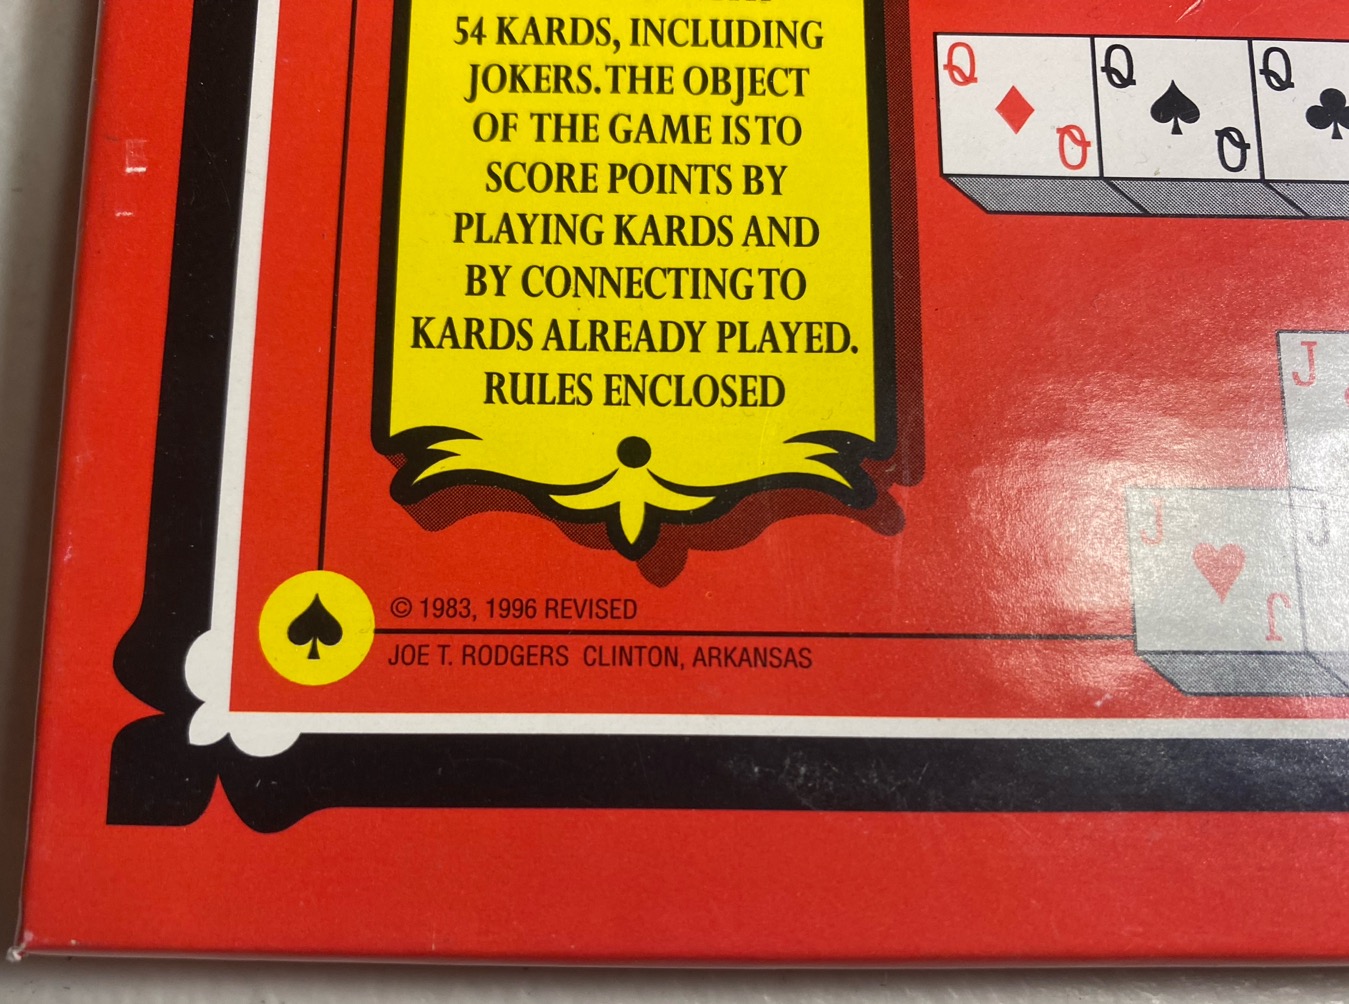 54 KARDS, INCLUDING
JOKERS. THE OBJECT
OF THE GAME IS TO
SCORE POINTS BY
PLAYING KARDS AND
BY CONNECTING TO
KARDS ALREADY PLAYED.
RULES ENCLOSED
© 1983, 1996 REVISED
JOE T. RODGERS CLINTON, ARKANSAS
Q Q Q
Q Q
J
J J
J